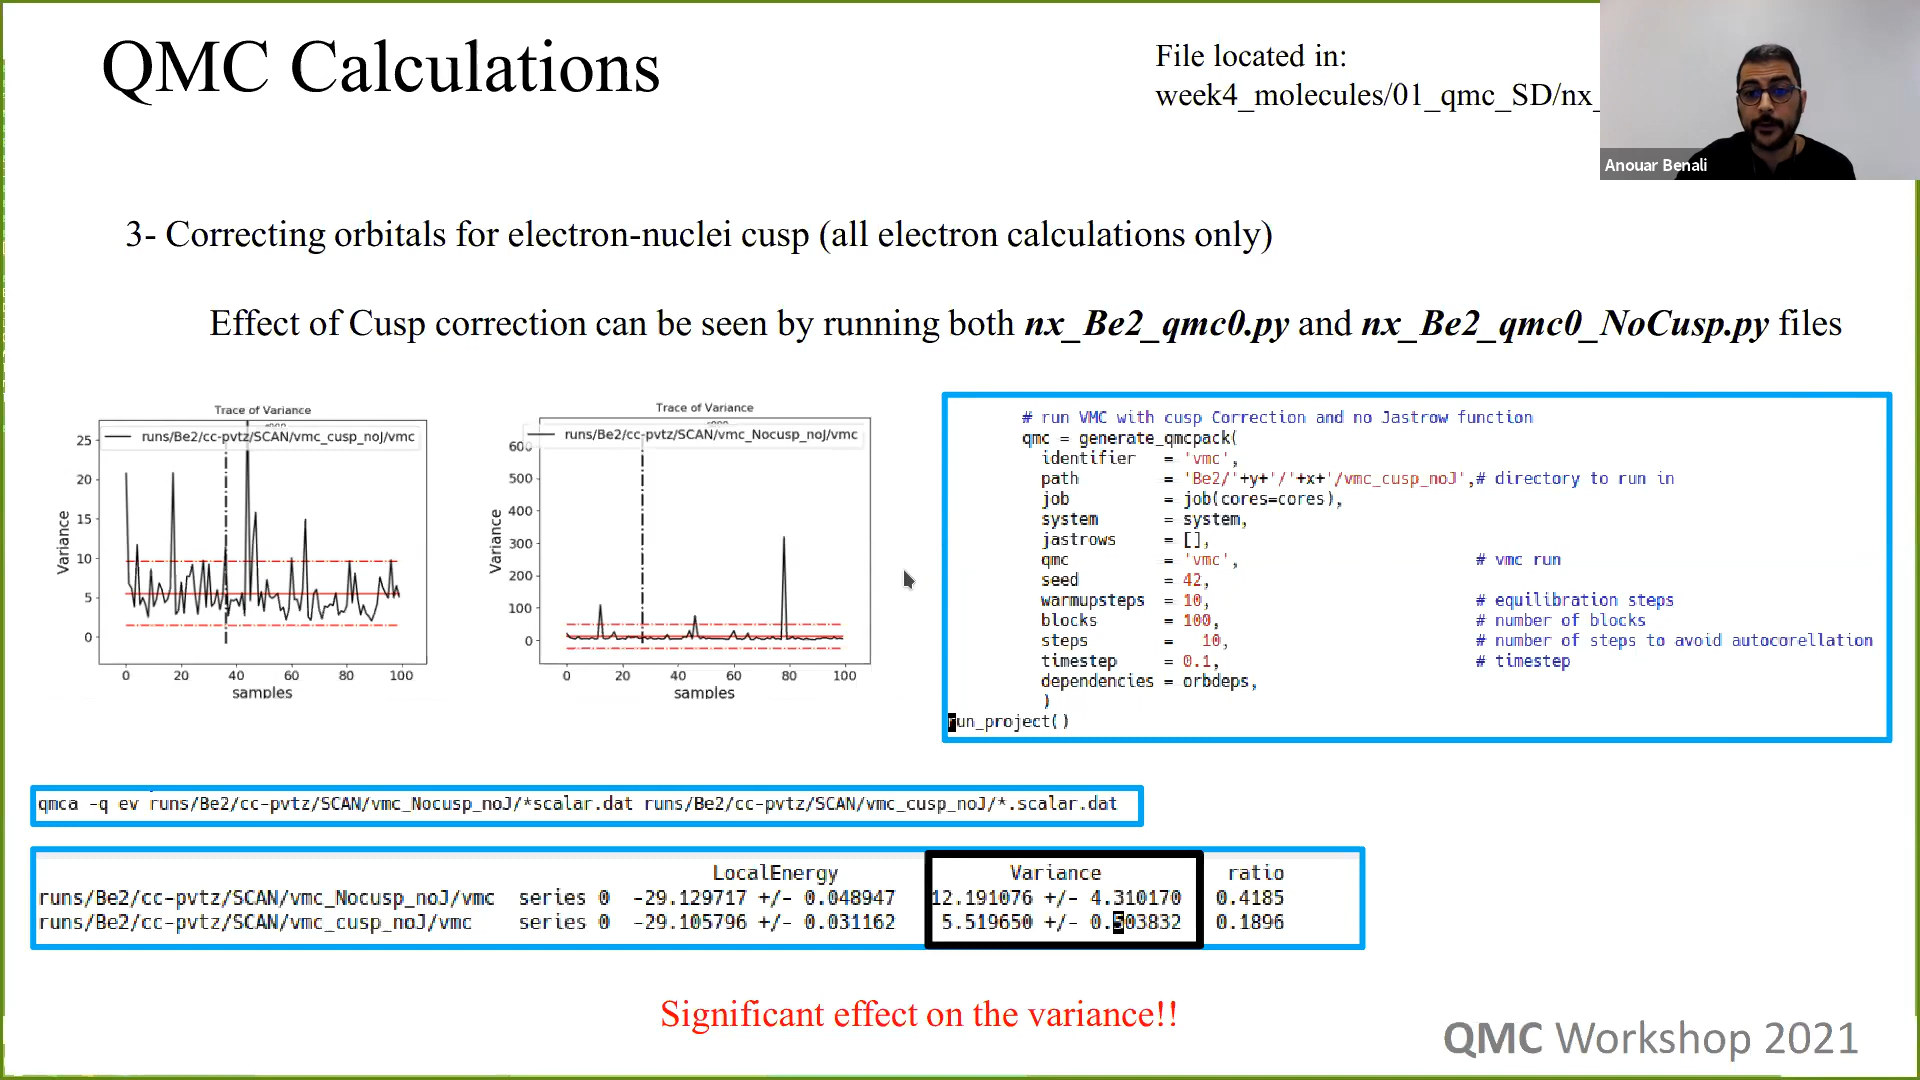 QMC Calculations
File located in:
week4_molecules/01_qmc_SD/nx_
Anouar Benali
3- Correcting orbitals for electron-nuclei cusp (all electron calculations only)
Effect of Cusp correction can be seen by running both nx_Be2_qmc0.py and nx_Be2_qmc0_NoCusp.py files
Trace of Variance
runs/Be2/cc-pvtz/SCAN/vmc_cusp_noJ/vmc
25
20
15
10
5
0
Variance
0 20 40 60 80 100
samples
Trace of Variance
runs/Be2/cc-pvtz/SCAN/vmc_Nocusp_noJ/vmc
600
500
400
300
200
100
0
Variance
0 20 40 60 80 100
samples
# run VMC with cusp Correction and no Jastrow function
qmc = generate_qmcpack(
identifier = 'vmc',
path = 'Be2/'+y+'/'+x+'/vmc_cusp_noJ',# directory to run in
job = job(cores=cores),
system = system,
jastrows = [],
qmc = 'vmc', # vmc run
seed = 42,
warmupsteps = 10, # equilibration steps
blocks = 100, # number of blocks
steps = 10, # number of steps to avoid autocorellation
timestep = 0.1, # timestep
dependencies = orbdeps,
)
run_project()
qmca -q ev runs/Be2/cc-pvtz/SCAN/vmc_Nocusp_noJ/*scalar.dat runs/Be2/cc-pvtz/SCAN/vmc_cusp_noJ/*.scalar.dat
LocalEnergy Variance ratio
runs/Be2/cc-pvtz/SCAN/vmc_Nocusp_noJ/vmc series 0 -29.129717 +/- 0.048947 12.191076 +/- 4.310170 0.4185
runs/Be2/cc-pvtz/SCAN/vmc_cusp_noJ/vmc series 0 -29.105796 +/- 0.031162 5.519650 +/- 0.503832 0.1896
Significant effect on the variance!!
QMC Workshop 2021